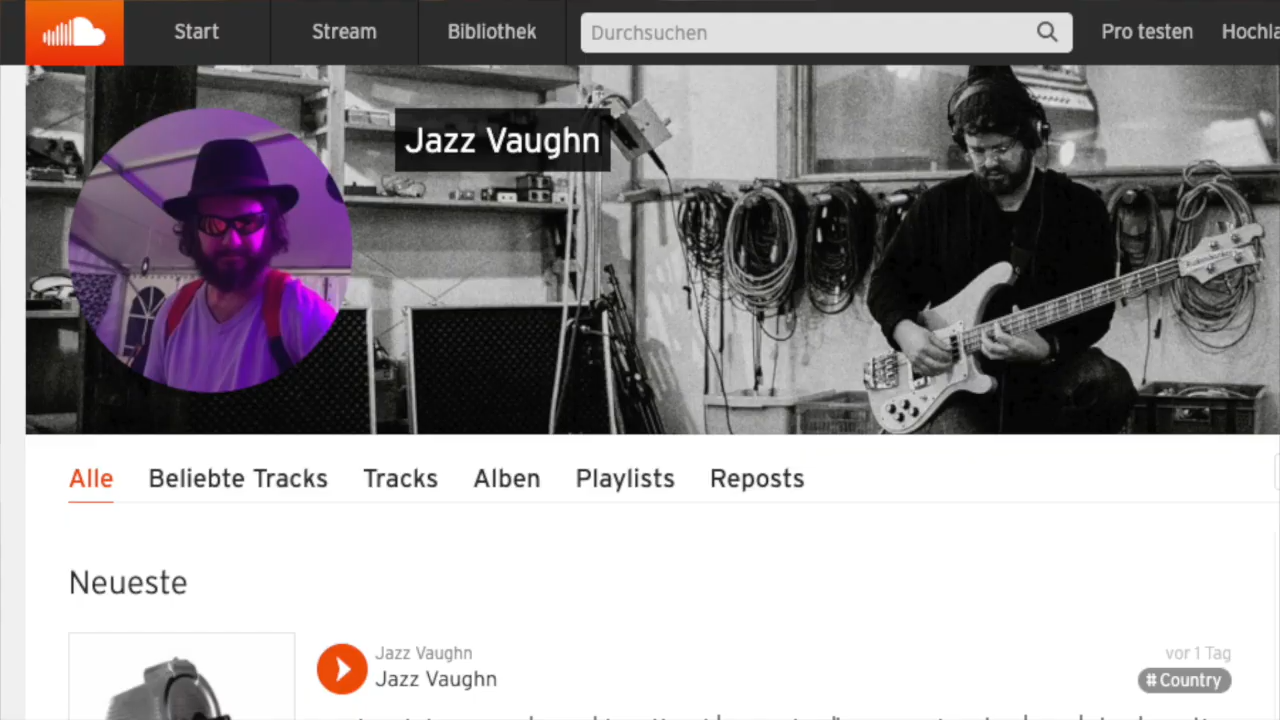 Start
Stream
Bibliothek
Durchsuchen
Pro testen
Jazz Vaughn
Alle
Beliebte Tracks
Tracks
Alben
Playlists
Reposts
Neueste
Jazz Vaughn
vor 1 Tag
Jazz Vaughn
# Country